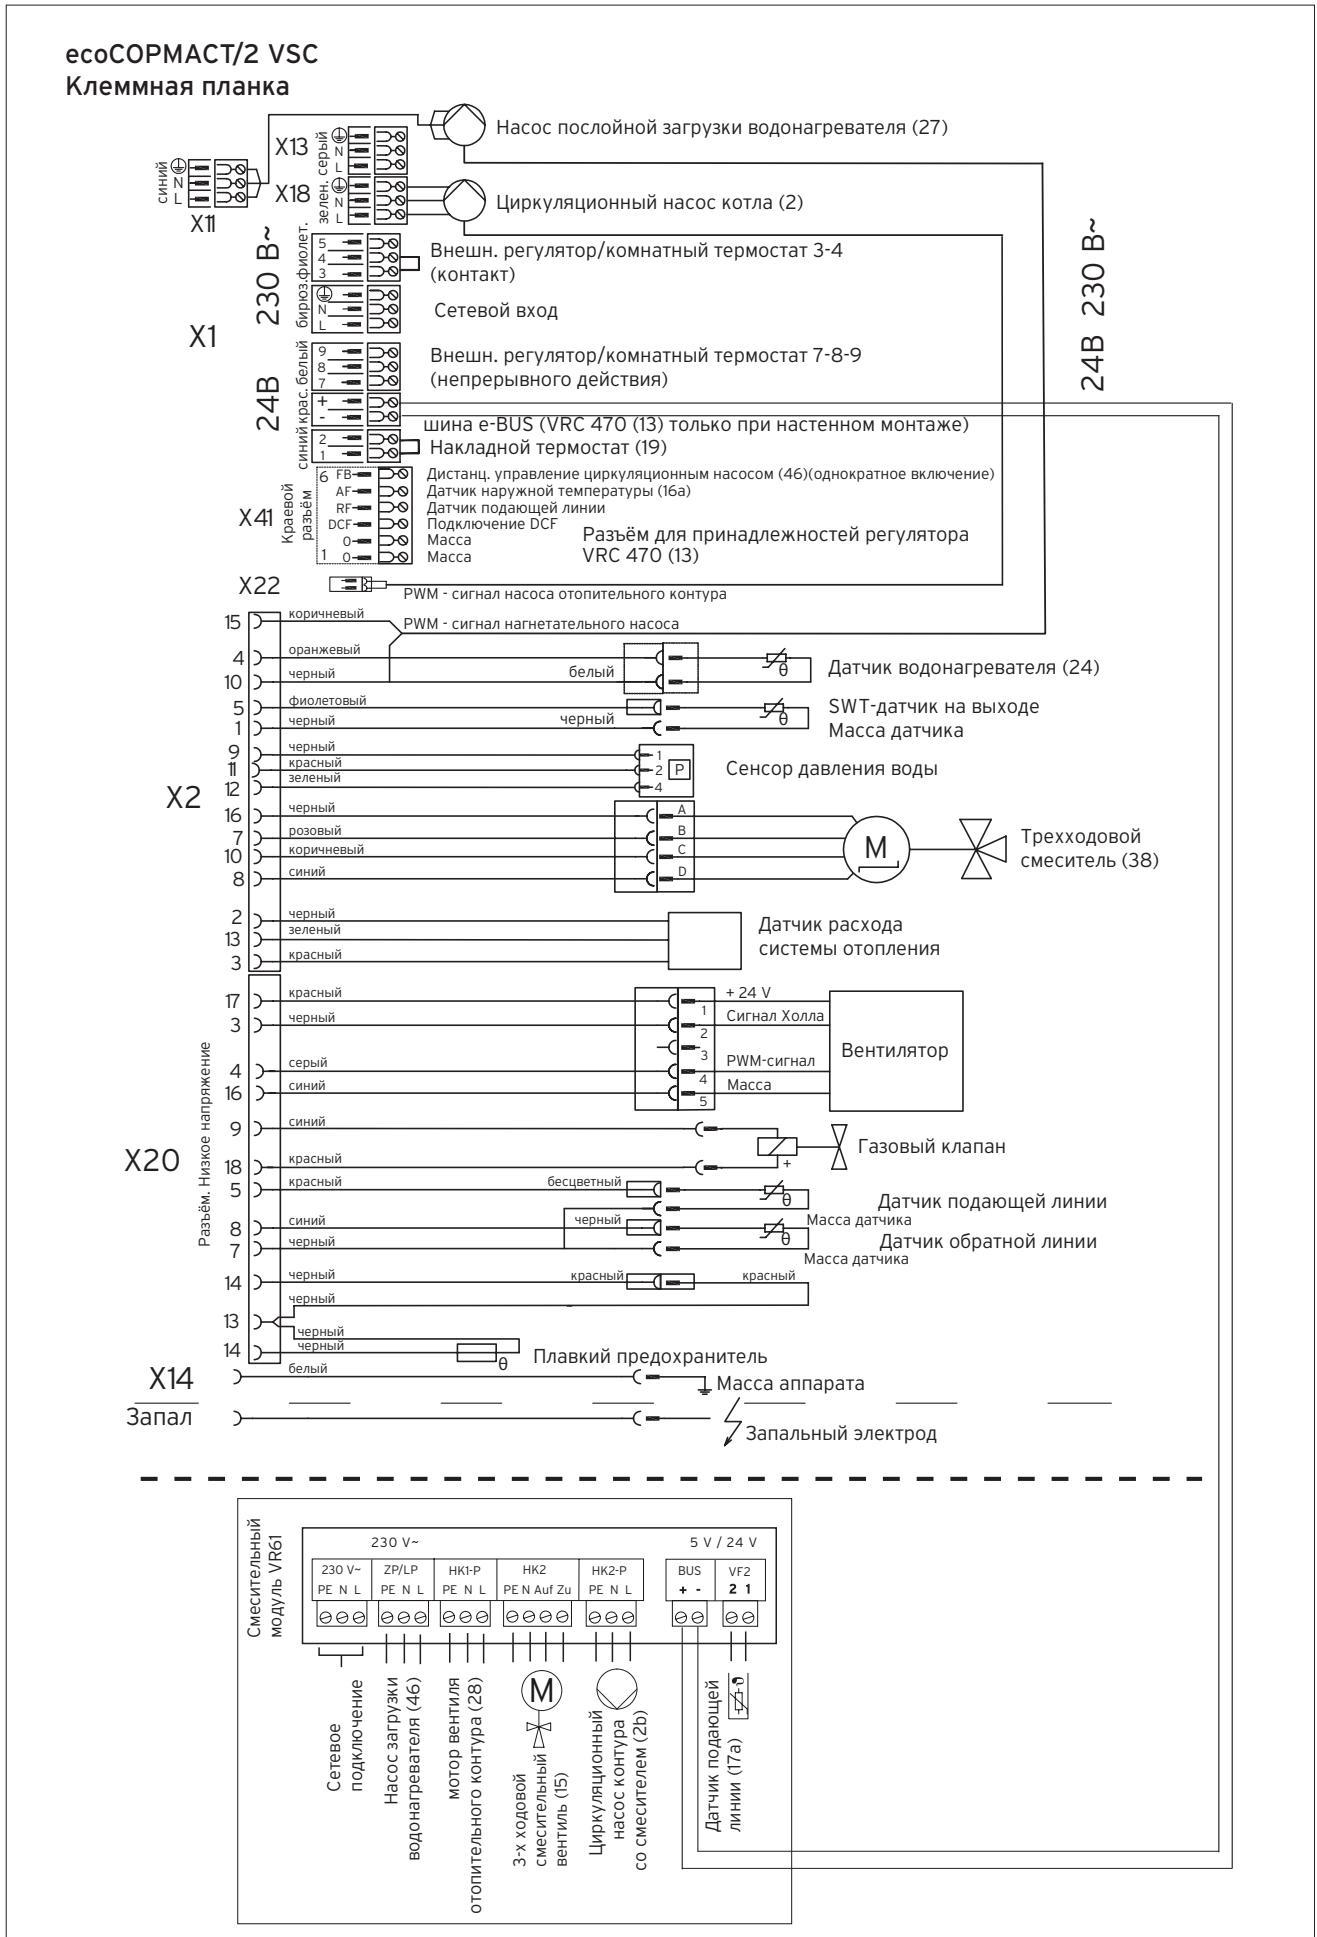 ecoCOPMACT/2 VSC
Клеммная планка
Насос послойной загрузки водонагревателя (27)
X13
серый
N
L
синий
N
L
X11
X18
зелен.
N
L
Циркуляционный насос котла (2)
X1
230 В~
24В
фиолет.
5
4
3
Внешн. регулятор/комнатный термостат 3-4
(контакт)
бирюз.
N
L
Сетевой вход
белый
9
8
7
Внешн. регулятор/комнатный термостат 7-8-9
(непрерывного действия)
24В 230 В~
крас.
+
-
шина e-BUS (VRC 470 (13) только при настенном монтаже)
синий
2
1
Накладной термостат (19)
X41
Краевой
разъём
6 FB
Дистанц. управление циркуляционным насосом (46)(однократное включение)
AF
Датчик наружной температуры (16a)
RF
Датчик подающей линии
DCF
Подключение DCF
0
Масса
1 0
Масса
Разъём для принадлежностей регулятора
VRC 470 (13)
X22
PWM - сигнал насоса отопительного контура
X2
15 коричневый
PWM - сигнал нагнетательного насоса
4 оранжевый
10 черный белый
θ
Датчик водонагревателя (24)
5 фиолетовый
1 черный черный
θ
SWT-датчик на выходе
Масса датчика
9 черный 1
11 красный 2 P
12 зеленый 4
Сенсор давления воды
16 черный A
7 розовый B
10 коричневый C
8 синий D
M
Трехходовой
смеситель (38)
2 черный
13 зеленый
3 красный
Датчик расхода
системы отопления
X20
Разъём. Низкое напряжение
17 красный 1 + 24 V
3 черный 2 Сигнал Холла
3
4 серый 4 PWM-сигнал
16 синий 5 Масса
Вентилятор
9 синий
18 красный
+
Газовый клапан
5 красный бесцветный
θ
Датчик подающей линии
Масса датчика
8 синий черный
7 черный
θ
Датчик обратной линии
Масса датчика
14 черный красный красный
черный
13
черный
14 черный
θ
Плавкий предохранитель
X14 белый
Масса аппарата
Запал
Запальный электрод
Смесительный
модуль VR61
230 V~ 5 V / 24 V
230 V~ ZP/LP HK1-P HK2 HK2-P BUS VF2
PE N L PE N L PE N L PE N Auf Zu PE N L + - 2 1
Сетевое
подключение
Насос загрузки
водонагревателя (46)
мотор вентиля
отопительного контура (28)
M
3-х ходовой
смесительный
вентиль (15)
Циркуляционный
насос контура
со смесителем (2b)
Датчик подающей
линии (17a)